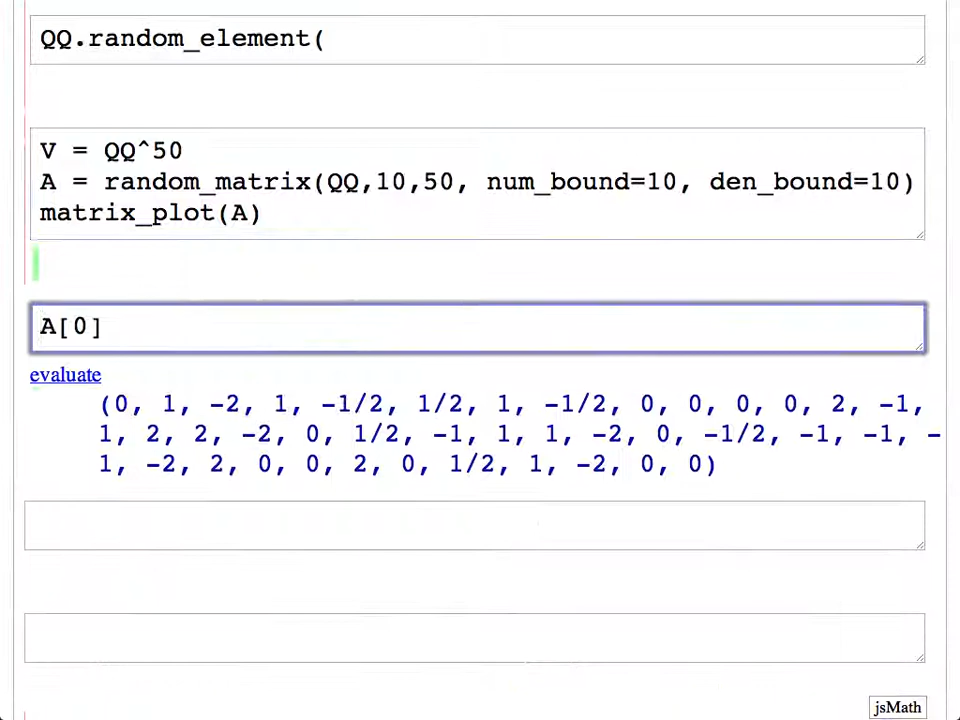 QQ.random_element(
V = QQ^50
A = random_matrix(QQ,10,50, num_bound=10, den_bound=10)
matrix_plot(A)
A[0]
evaluate
(0, 1, -2, 1, -1/2, 1/2, 1, -1/2, 0, 0, 0, 0, 2, -1,
1, 2, 2, -2, 0, 1/2, -1, 1, 1, -2, 0, -1/2, -1, -1, -
1, -2, 2, 0, 0, 2, 0, 1/2, 1, -2, 0, 0)
jsMath